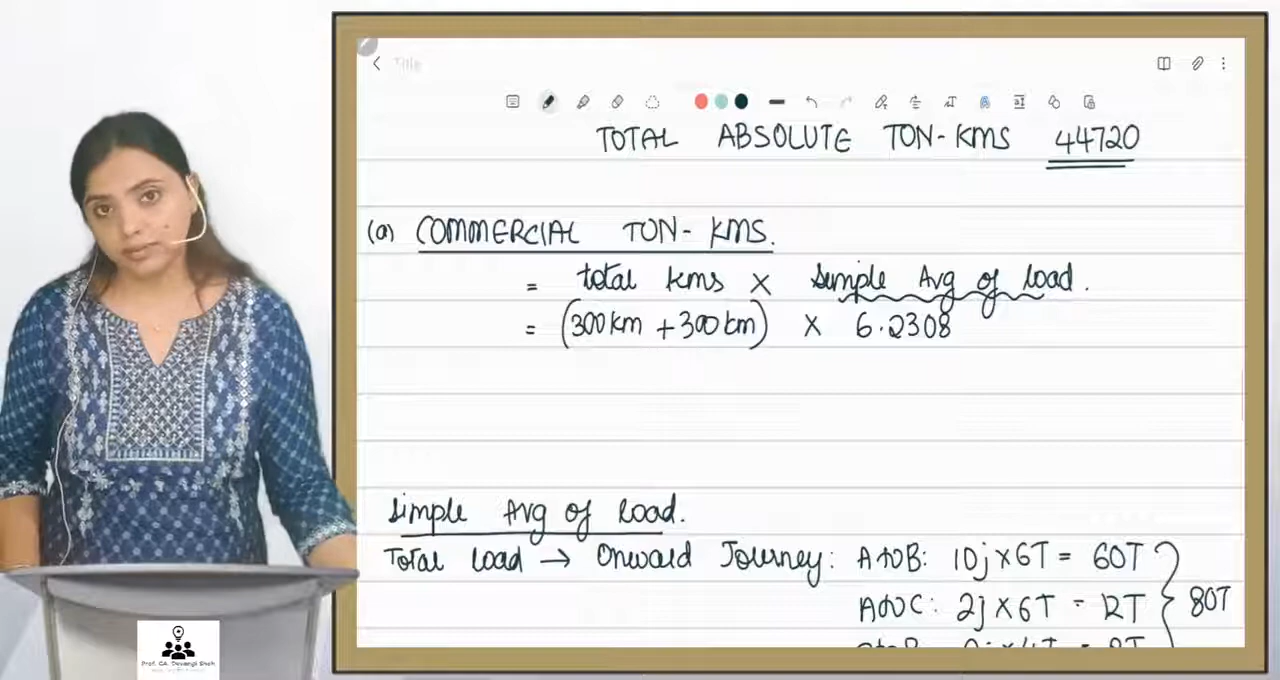 Title
TOTAL ABSOLUTE TON-KMS 44720
(a) COMMERCIAL TON-KMS.
= total kms × Simple Avg of load.
= (300km + 300km) × 6.2308
Simple Avg of load.
Total load → Onward Journey: A to B: 10j × 6T = 60T
A to C: 2j × 6T = 12T
80T
Prof. CA. Devangi Shah